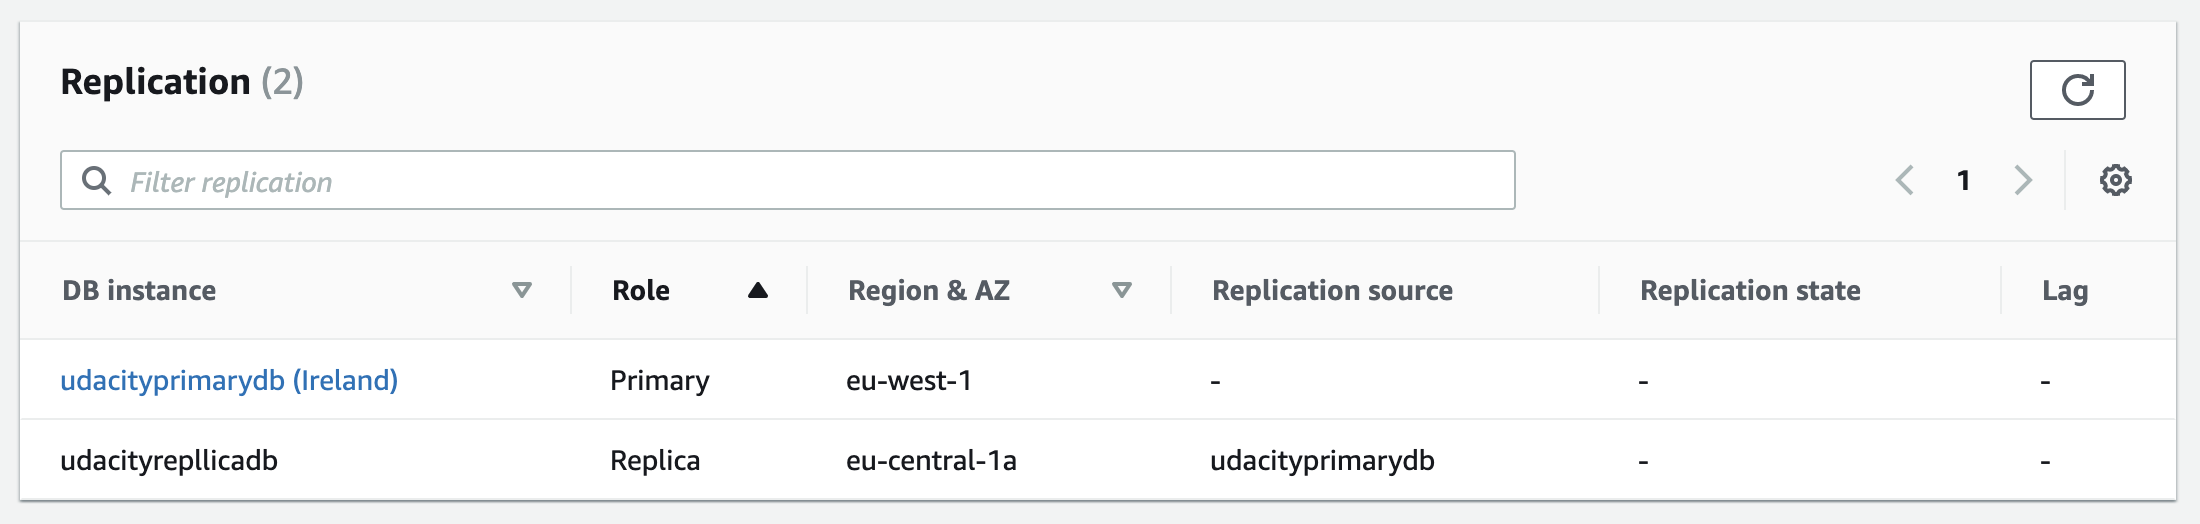 Replication (2)
Filter replication
1
DB instance Role Region & AZ Replication source Replication state Lag
udacityprimarydb (Ireland) Primary eu-west-1 - - -
udacityrepllicadb Replica eu-central-1a udacityprimarydb - -